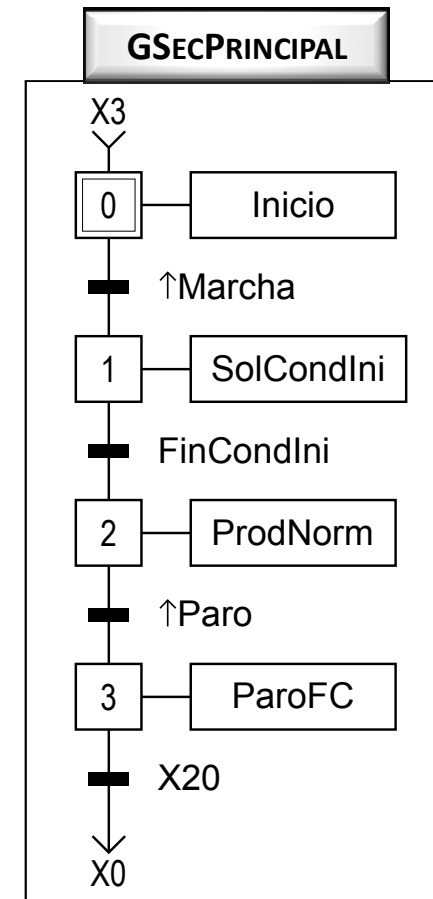 GSECPRINCIPAL
X3
0 Inicio
↑Marcha
1 SolCondIni
FinCondIni
2 ProdNorm
↑Paro
3 ParoFC
X20
X0